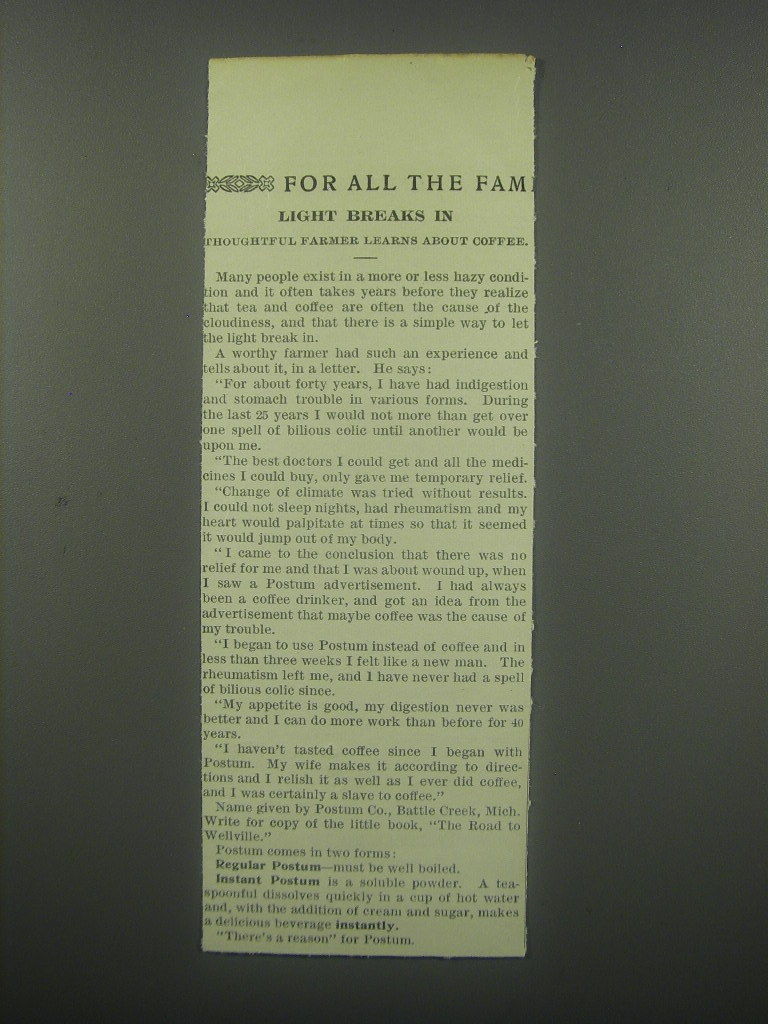 FOR ALL THE FAM
LIGHT BREAKS IN
THOUGHTFUL FARMER LEARNS ABOUT COFFEE.
Many people exist in a more or less hazy condi-
tion and it often takes years before they realize
that tea and coffee are often the cause of the
cloudiness, and that there is a simple way to let
the light break in.
A worthy farmer had such an experience and
tells about it, in a letter. He says:
"For about forty years, I have had indigestion
and stomach trouble in various forms. During
the last 25 years I would not more than get over
one spell of bilious colic until another would be
upon me.
"The best doctors I could get and all the medi-
cines I could buy, only gave me temporary relief.
"Change of climate was tried without results.
I could not sleep nights, had rheumatism and my
heart would palpitate at times so that it seemed
it would jump out of my body.
"I came to the conclusion that there was no
relief for me and that I was about wound up, when
I saw a Postum advertisement. I had always
been a coffee drinker, and got an idea from the
advertisement that maybe coffee was the cause of
my trouble.
"I began to use Postum instead of coffee and in
less than three weeks I felt like a new man. The
rheumatism left me, and I have never had a spell
of bilious colic since.
"My appetite is good, my digestion never was
better and I can do more work than before for 40
years.
"I haven't tasted coffee since I began with
Postum. My wife makes it according to direc-
tions and I relish it as well as I ever did coffee,
and I was certainly a slave to coffee."
Name given by Postum Co., Battle Creek, Mich.
Write for copy of the little book, "The Road to
Wellville."
Postum comes in two forms:
Regular Postum—must be well boiled.
Instant Postum is a soluble powder. A tea-
spoonful dissolves quickly in a cup of hot water
and, with the addition of cream and sugar, makes
a delicious beverage instantly.
"There's a reason" for Postum.